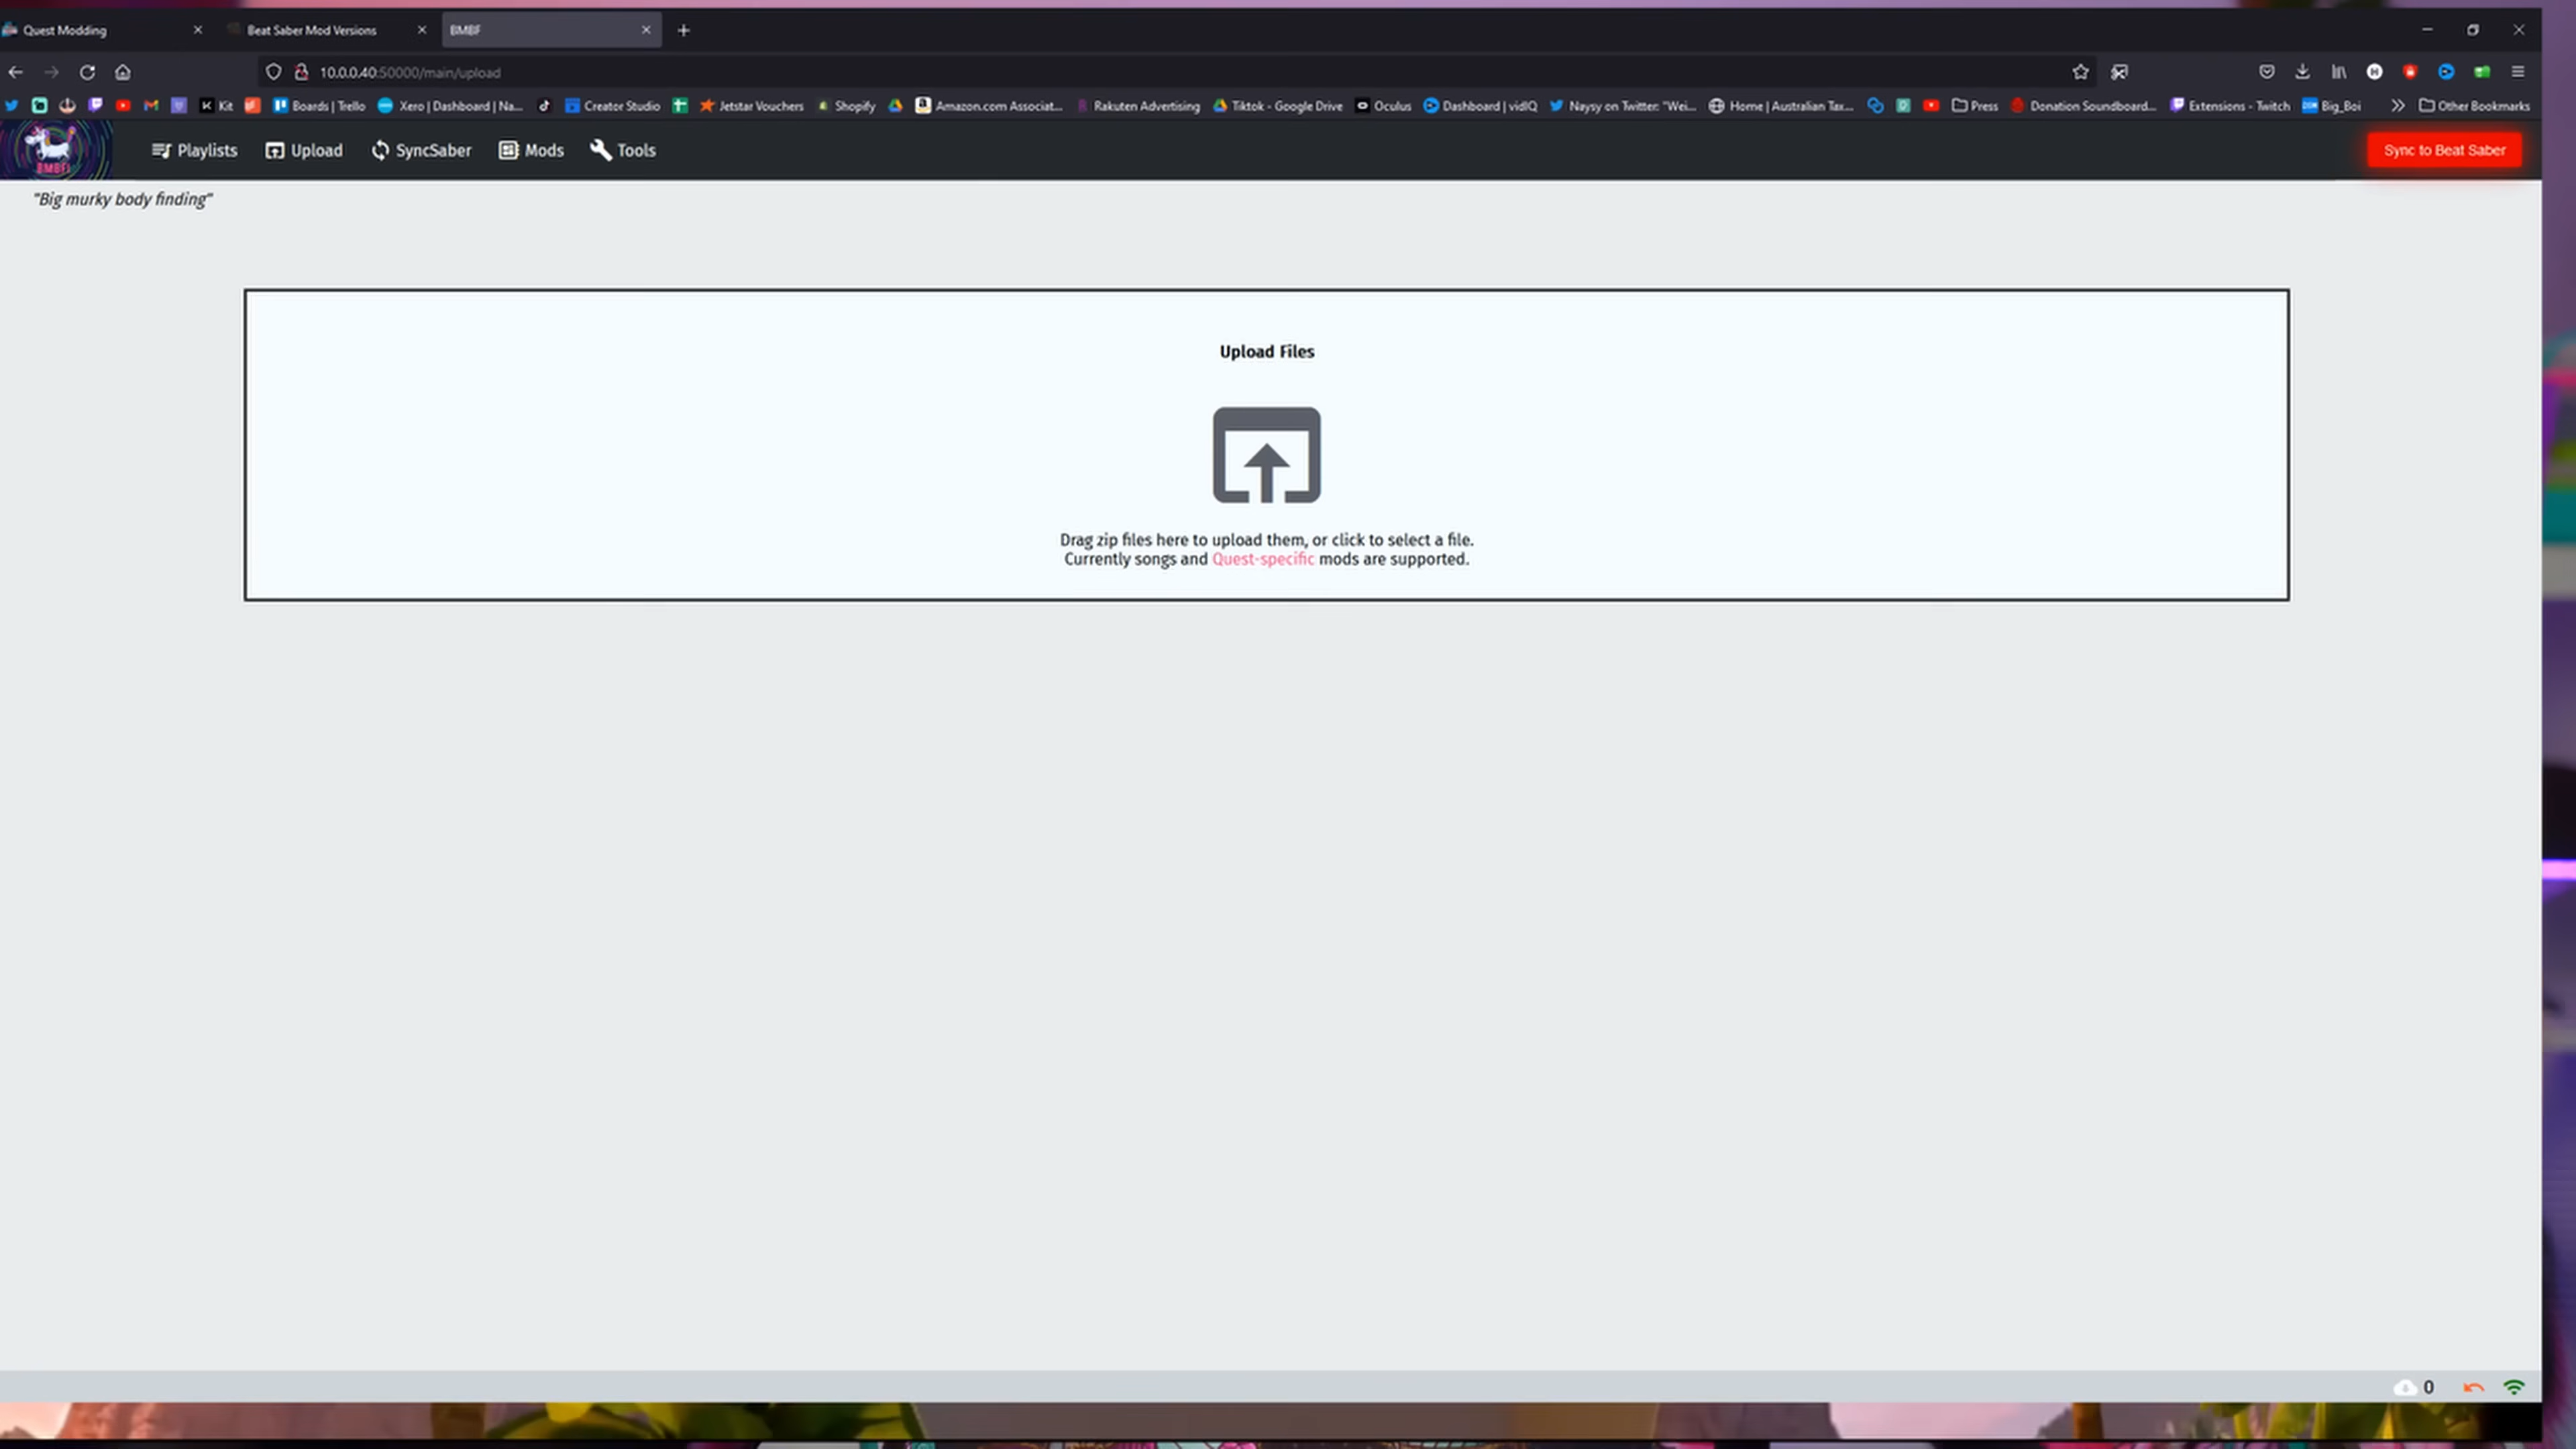 Quest Modding
Beat Saber Mod Versions
BMBF
10.0.0.40:50000/main/upload
Kit
Boards | Trello
Xero | Dashboard | Na...
Creator Studio
Jetstar Vouchers
Shopify
Amazon.com Associat...
Rakuten Advertising
Tiktok - Google Drive
Oculus
Dashboard | vidIQ
Naysy on Twitter: "Wei...
Home | Australian Tax...
Press
Donation Soundboard...
Extensions - Twitch
Big_Boi
Other Bookmarks
BMBF
Playlists
Upload
SyncSaber
Mods
Tools
Sync to Beat Saber
"Big murky body finding"
Upload Files
Drag zip files here to upload them, or click to select a file.
Currently songs and Quest-specific mods are supported.
0